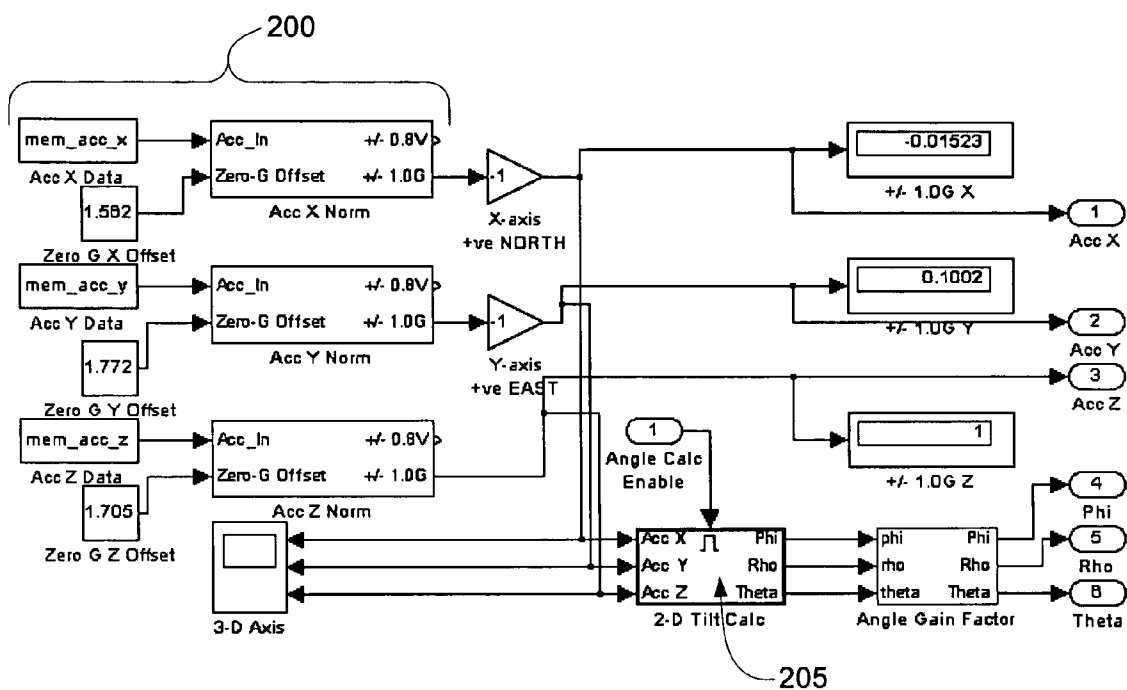 200
mem_acc_x
Acc X Data
1.562
Zero G X Offset
Acc_In +/- 0.8V
Zero-G Offset +/- 1.0G
Acc X Norm
-1
X-axis
+ve NORTH
-0.01523
+/- 1.0G X
1
Acc X
mem_acc_y
Acc Y Data
1.772
Zero G Y Offset
Acc_In +/- 0.8V
Zero-G Offset +/- 1.0G
Acc Y Norm
-1
Y-axis
+ve EAST
0.1002
+/- 1.0G Y
2
Acc Y
3
Acc Z
mem_acc_z
Acc Z Data
1.705
Zero G Z Offset
Acc_In +/- 0.8V
Zero-G Offset +/- 1.0G
Acc Z Norm
1
Angle Calc
Enable
1
+/- 1.0G Z
3-D Axis
Acc X Phi
Acc Y Rho
Acc Z Theta
2-D Tilt Calc
phi Phi
rho Rho
theta Theta
Angle Gain Factor
4
Phi
5
Rho
6
Theta
205